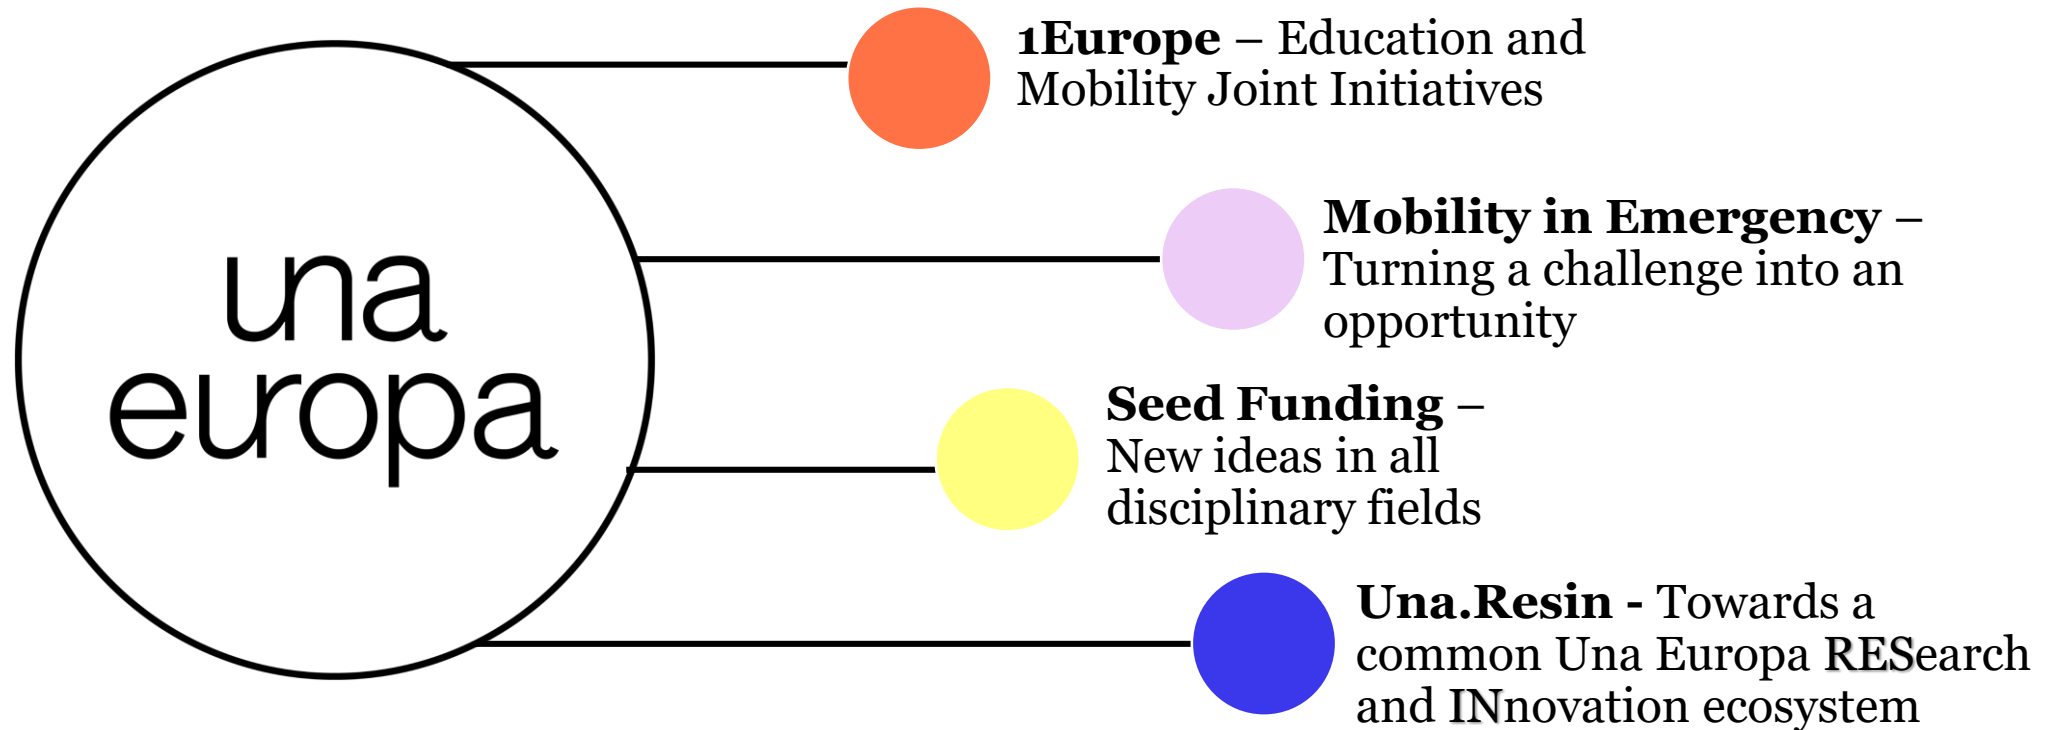 una
europa
1Europe – Education and
Mobility Joint Initiatives
Mobility in Emergency –
Turning a challenge into an
opportunity
Seed Funding –
New ideas in all
disciplinary fields
Una.Resin - Towards a
common Una Europa RESearch
and INnovation ecosystem